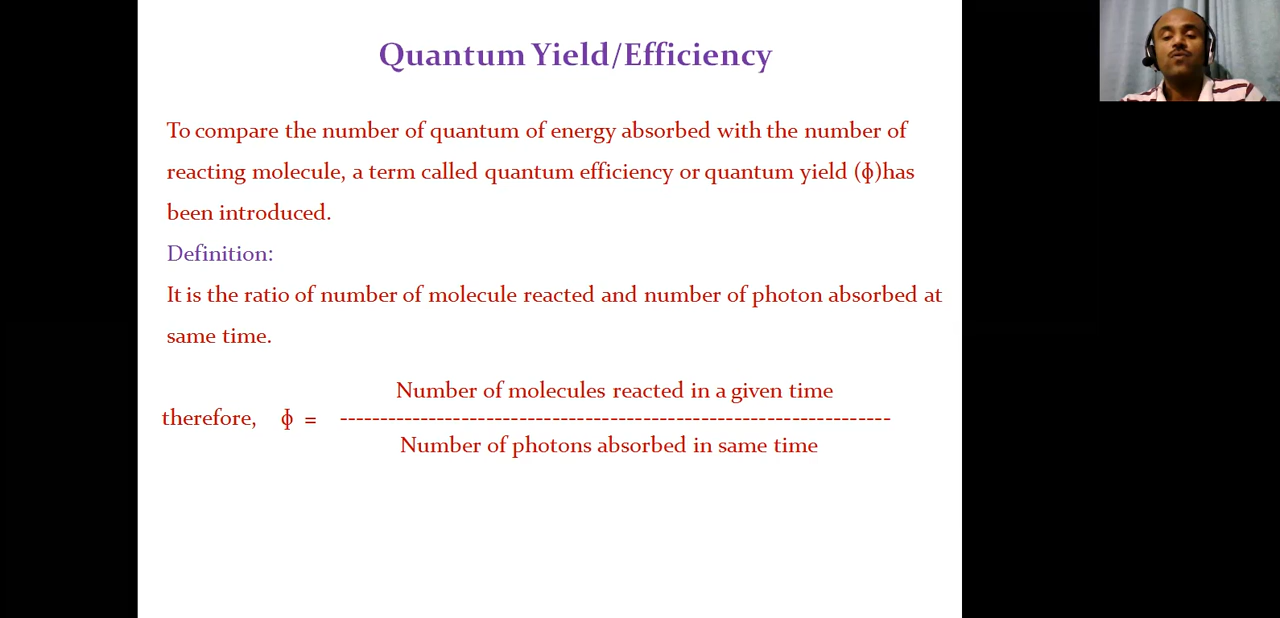 Quantum Yield/Efficiency
To compare the number of quantum of energy absorbed with the number of
reacting molecule, a term called quantum efficiency or quantum yield (ϕ)has
been introduced.
Definition:
It is the ratio of number of molecule reacted and number of photon absorbed at
same time.
Number of molecules reacted in a given time
therefore, ϕ = -------------------------------------------------------------------
Number of photons absorbed in same time